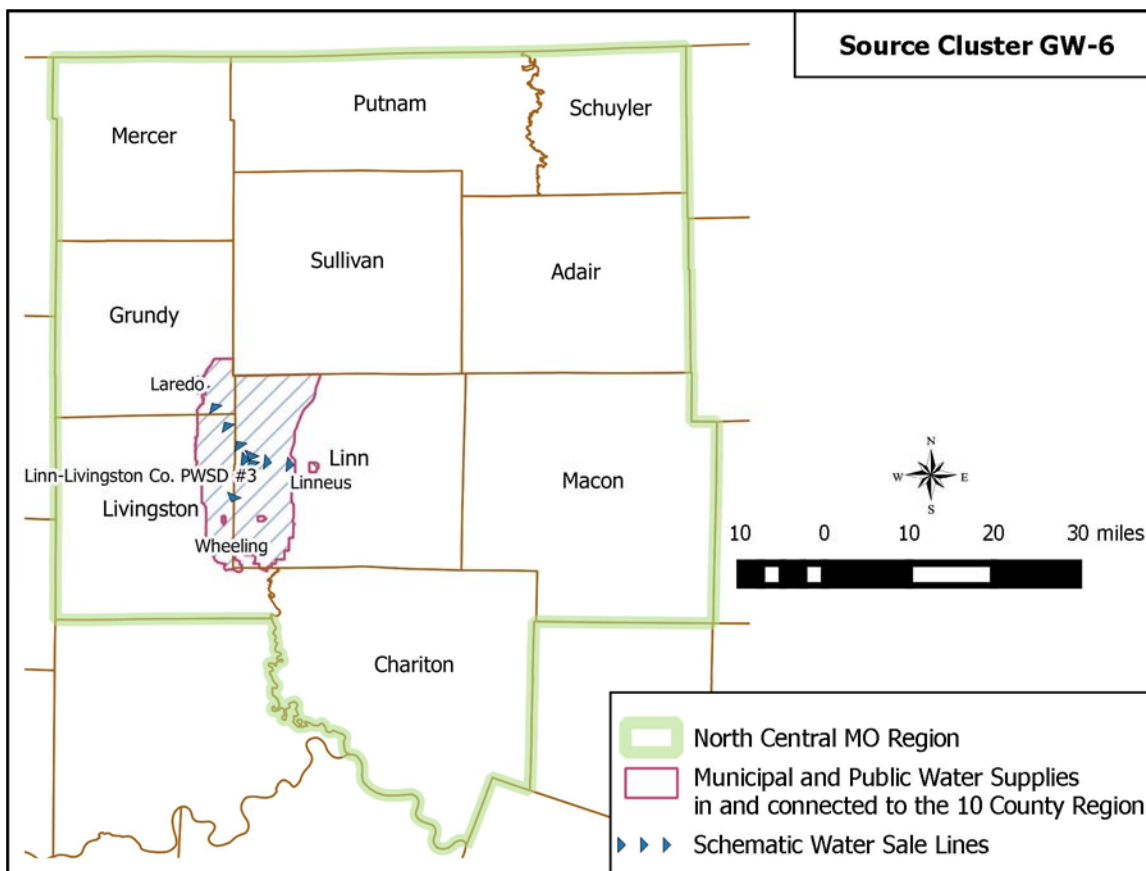 Source Cluster GW-6
Putnam
Schuyler
Mercer
Sullivan
Adair
Grundy
Laredo
Linn
Linn-Livingston Co. PWSD #3
Linneus
Macon
Livingston
Wheeling
Chariton
N
W E
S
10 0 10 20 30 miles
North Central MO Region
Municipal and Public Water Supplies
in and connected to the 10 County Region
Schematic Water Sale Lines